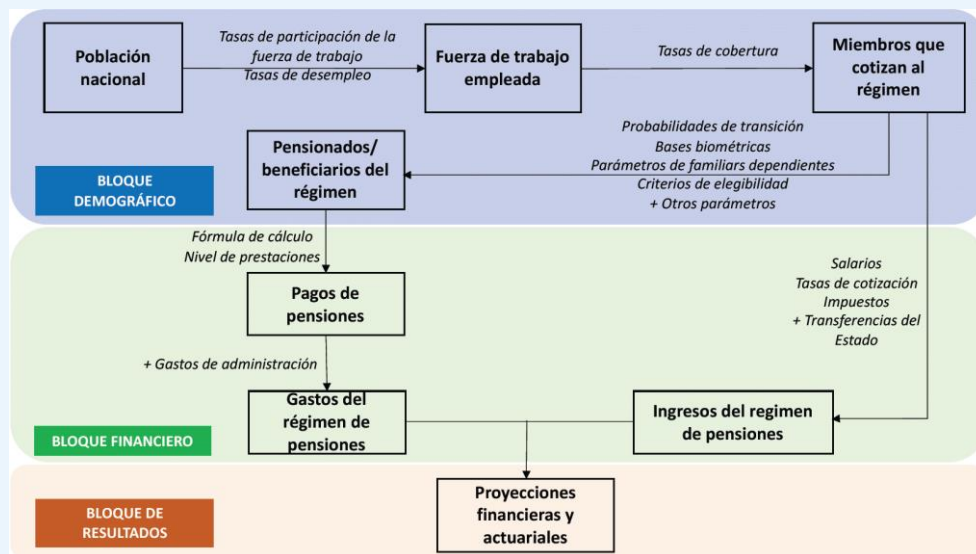 Población
nacional
Tasas de participación de la
fuerza de trabajo
Tasas de desempleo
Fuerza de trabajo
empleada
Tasas de cobertura
Miembros que
cotizan al
régimen
Probabilidades de transición
Bases biométricas
Parámetros de familiars dependientes
Criterios de elegibilidad
+ Otros parámetros
Pensionados/
beneficiarios del
régimen
BLOQUE
DEMOGRÁFICO
Fórmula de cálculo
Nivel de prestaciones
Salarios
Tasas de cotización
Impuestos
+ Transferencias del
Estado
Pagos de
pensiones
+ Gastos de administración
Gastos del
régimen de
pensiones
Ingresos del regimen
de pensiones
BLOQUE FINANCIERO
Proyecciones
financieras y
actuariales
BLOQUE DE
RESULTADOS